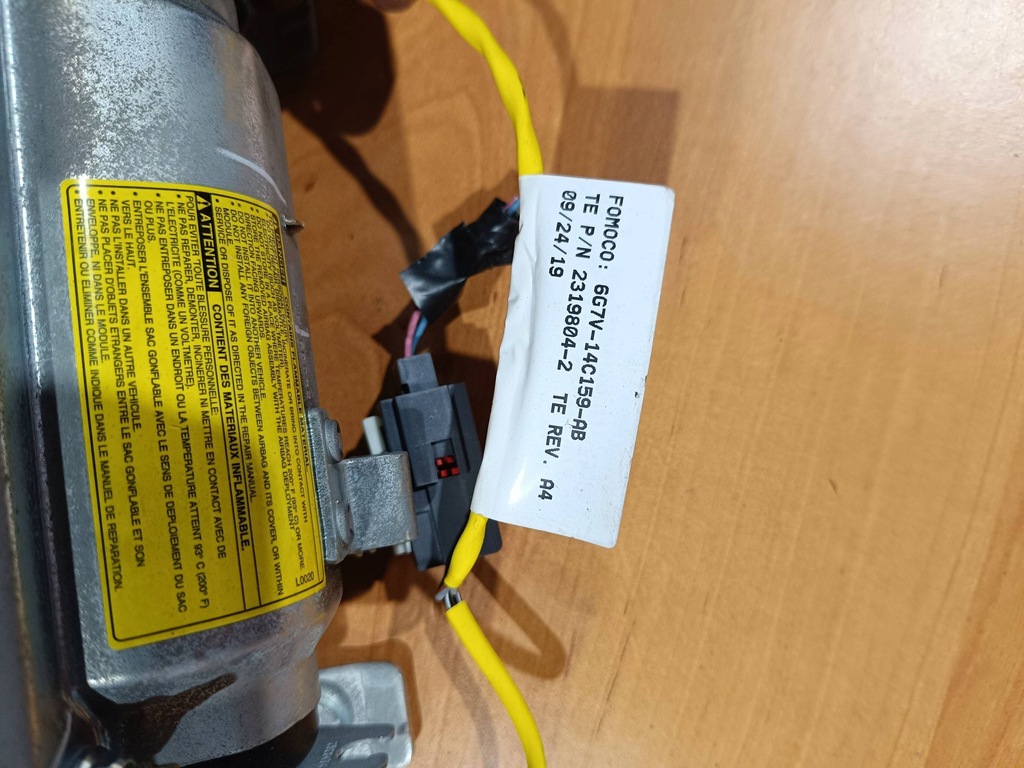 FOMOCO: 6G7V-14C159-AB
TE P/N 2319804-2 TE REV. A4
09/24/19
MODULE.
SERVICE OR DISPOSE OF IT AS DIRECTED IN THE REPAIR MANUAL.
ATTENTION CONTIENT DES MATERIAUX INFLAMMABLE.
POUR EVITER TOUTE BLESSURE PERSONNELLE:
• NE PAS REPARER, DEMONTER, INCINERER NI METTRE EN CONTACT AVEC DE
L'ELECTRICITE (COMME UN VOLTMETRE),
• NE PAS ENTREPOSER DANS UN ENDROIT OU LA TEMPERATURE ATTEINT 93° C (200° F)
OU PLUS.
• ENTREPOSER L'ENSEMBLE SAC GONFLABLE AVEC LE SENS DE DEPLOIEMENT DU SAC
VERS LE HAUT.
• NE PAS L'INSTALLER DANS UN AUTRE VEHICULE.
• NE PAS PLACER D'OBJETS ETRANGERS ENTRE LE SAC GONFLABLE ET SON
ENVELOPPE, NI DANS LE MODULE.
• ENTRETENIR OU ELIMINER COMME INDIQUE DANS LE MANUEL DE REPARATION.
L0020